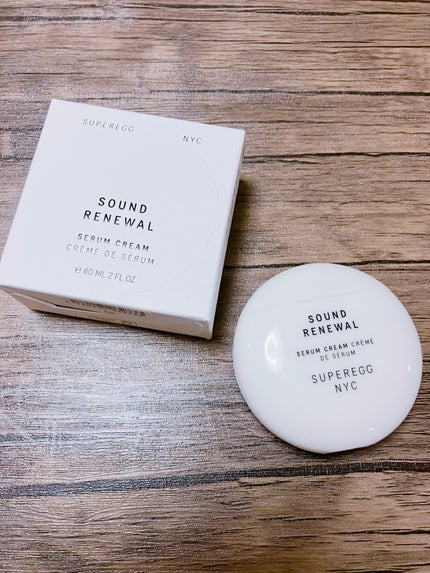 SUPEREGG NYC
SOUND
RENEWAL
SERUM CREAM
CRÈME DE SÉRUM
℮ 60 ML 2 FL OZ
SOUND
RENEWAL
SERUM CREAM CRÈME
DE SÉRUM
SUPEREGG
NYC